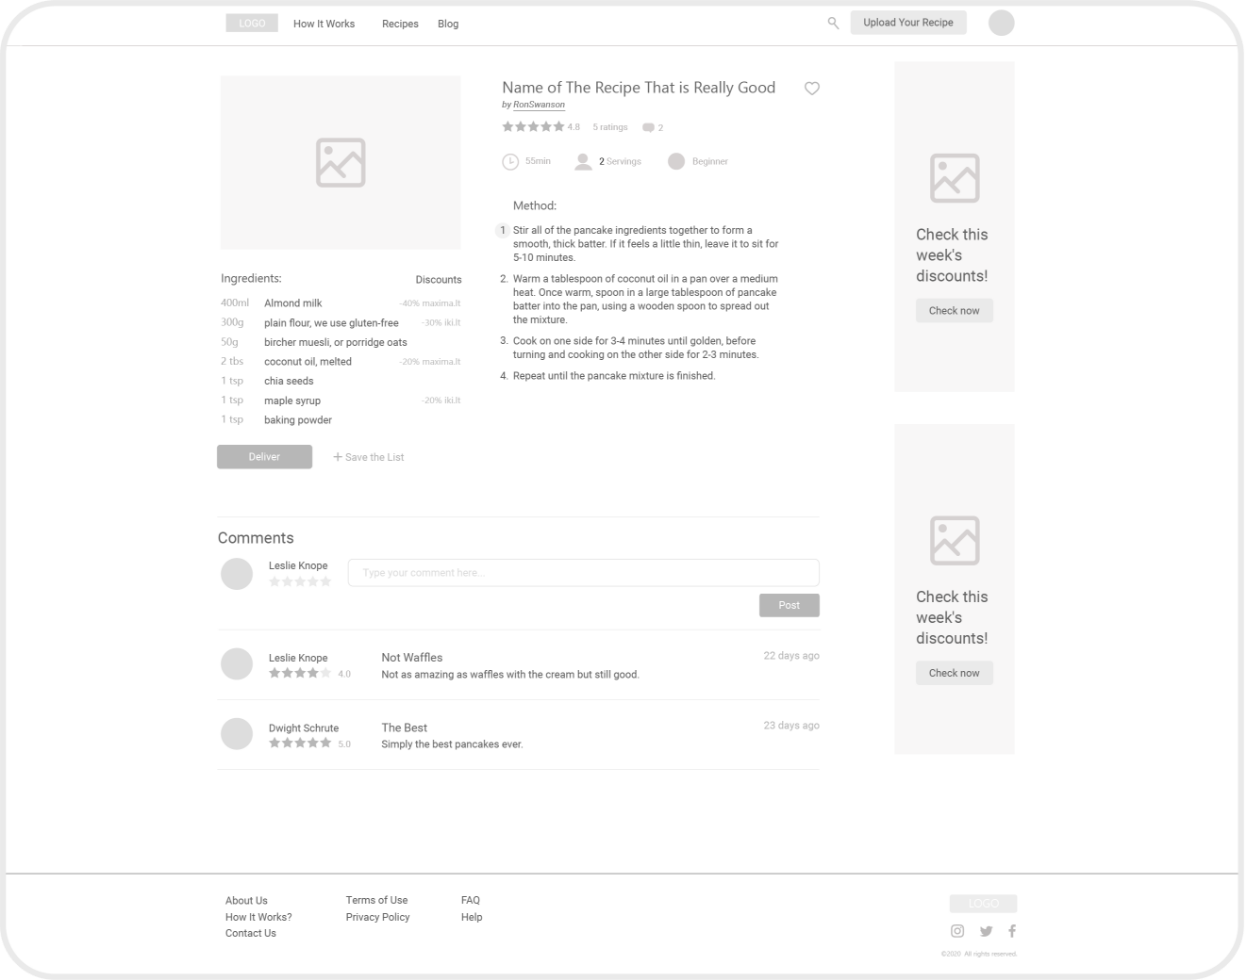 LOGO
How It Works
Recipes
Blog
Upload Your Recipe
Name of The Recipe That is Really Good
by RonSwanson
4.8
5 ratings
2
55min
2 Servings
Beginner
Ingredients:
Discounts
400ml Almond milk -40% maxima.lt
300g plain flour, we use gluten-free -30% iki.lt
50g bircher muesli, or porridge oats
2 tbs coconut oil, melted -20% maxima.lt
1 tsp chia seeds
1 tsp maple syrup -20% iki.lt
1 tsp baking powder
Deliver
+ Save the List
Method:
1 Stir all of the pancake ingredients together to form a
smooth, thick batter. If it feels a little thin, leave it to sit for
5-10 minutes.
2. Warm a tablespoon of coconut oil in a pan over a medium
heat. Once warm, spoon in a large tablespoon of pancake
batter into the pan, using a wooden spoon to spread out
the mixture.
3. Cook on one side for 3-4 minutes until golden, before
turning and cooking on the other side for 2-3 minutes.
4. Repeat until the pancake mixture is finished.
Check this
week's
discounts!
Check now
Check this
week's
discounts!
Check now
Comments
Leslie Knope
Type your comment here...
Post
Leslie Knope
4.0
Not Waffles
Not as amazing as waffles with the cream but still good.
22 days ago
Dwight Schrute
5.0
The Best
Simply the best pancakes ever.
23 days ago
About Us
How It Works?
Contact Us
Terms of Use
Privacy Policy
FAQ
Help
LOGO
©2020 All rights reserved.